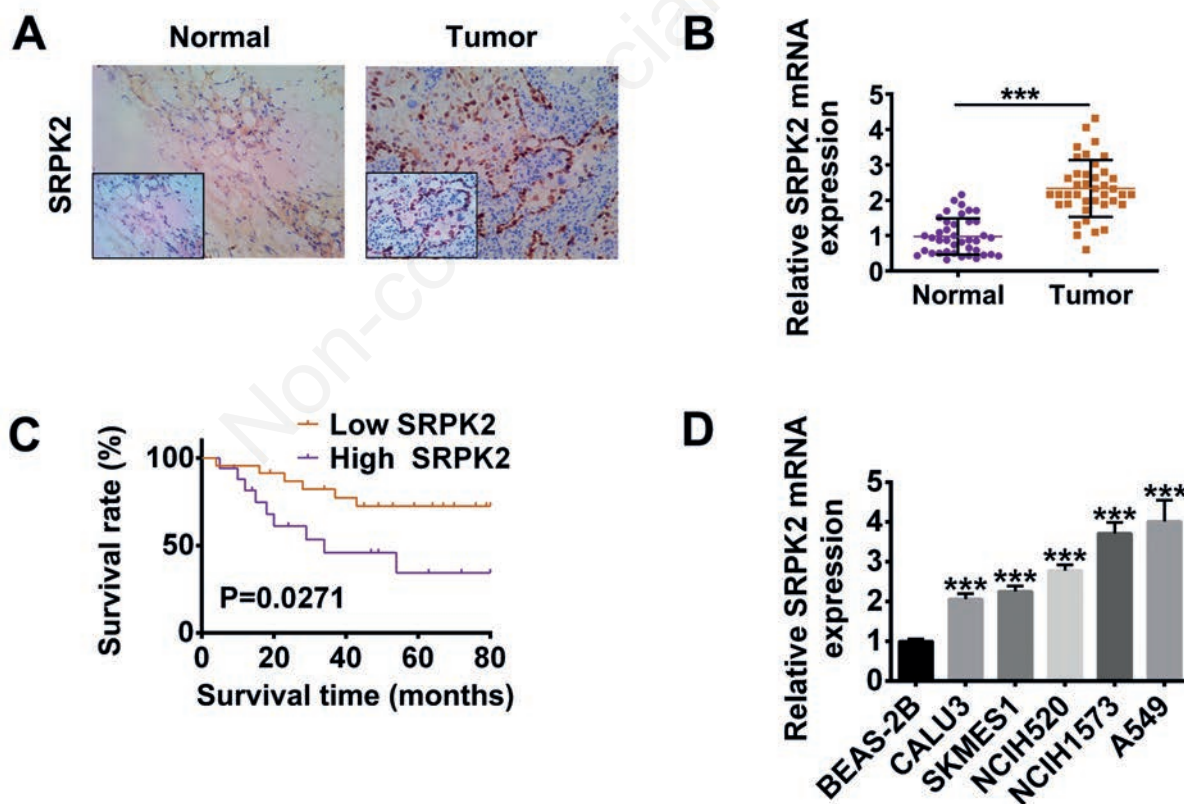 A
Normal
Tumor
SRPK2
Non-commercial
B
Relative SRPK2 mRNA
expression
5
4
3
2
1
0
***
Normal
Tumor
C
Survival rate (%)
100
50
0
Low SRPK2
High SRPK2
P=0.0271
0 20 40 60 80
Survival time (months)
D
Relative SRPK2 mRNA
expression
5
4
3
2
1
0
***
***
***
***
***
BEAS-2B
CALU3
SKMES1
NCIH520
NCIH1573
A549